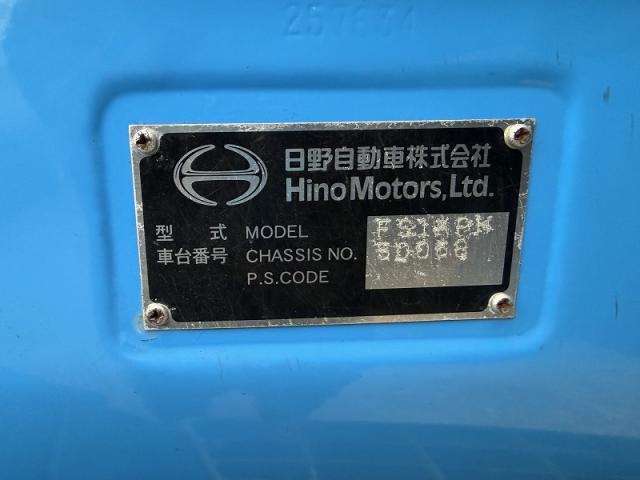 257634
日野自動車株式会社
Hino Motors, Ltd.
型 式 MODEL
車台番号 CHASSIS NO.
P.S.CODE